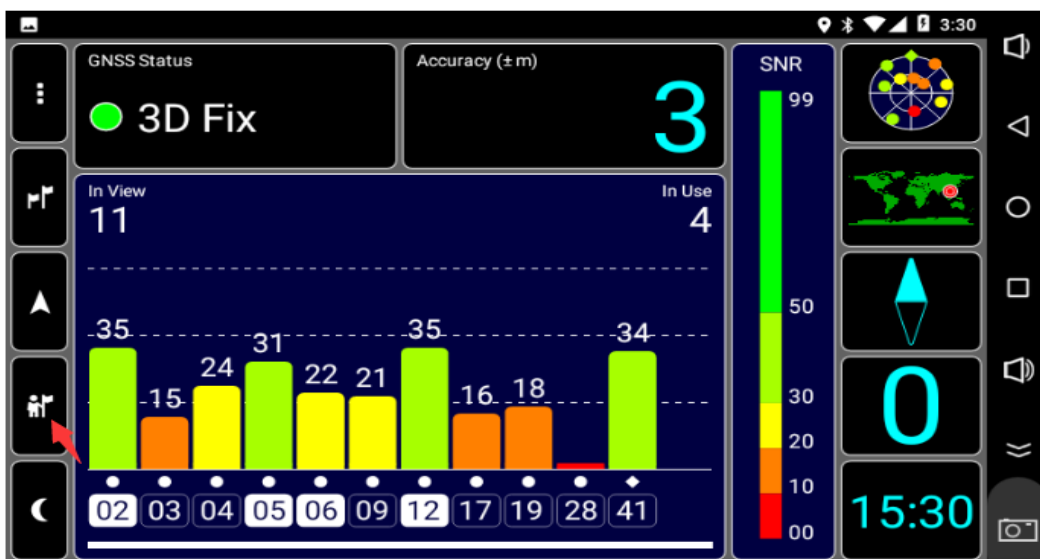 3:30
GNSS Status
3D Fix
Accuracy (± m)
3
SNR
99
50
30
20
10
00
In View
11
In Use
4
35 15 24 31 22 21 35 16 18 34
02 03 04 05 06 09 12 17 19 28 41
0
15:30